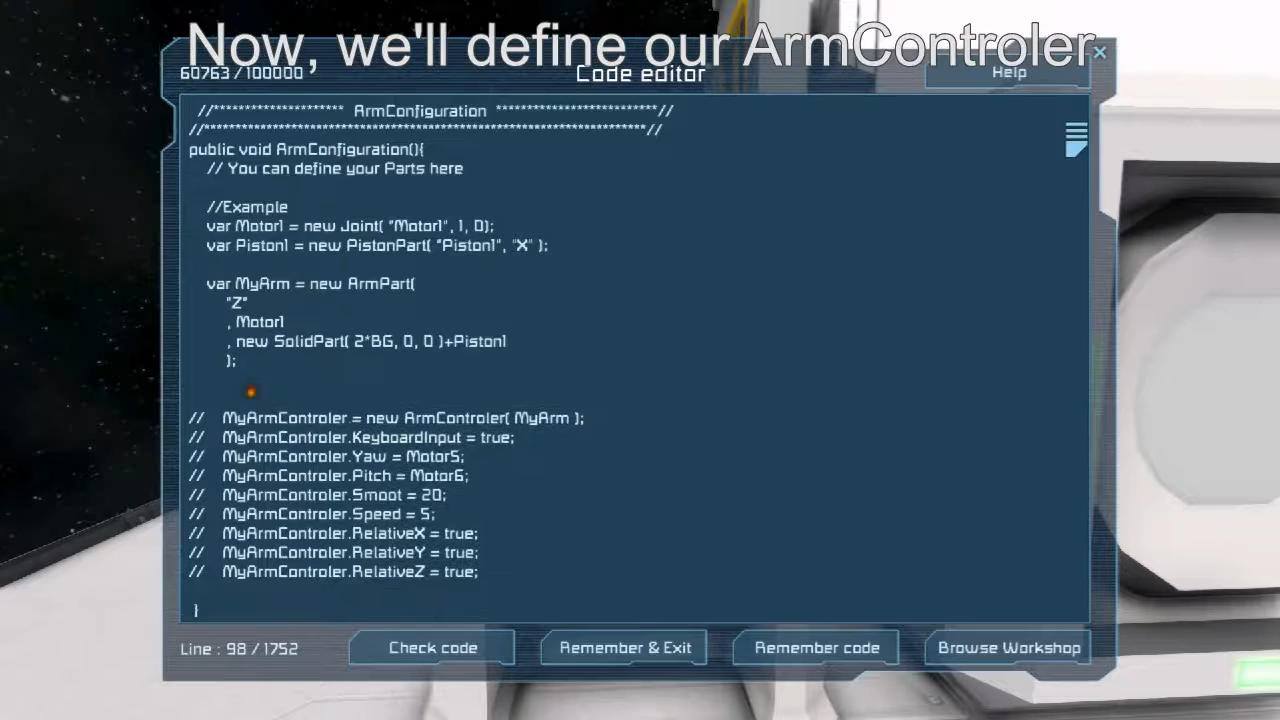 Now, we'll define our ArmControler
60763 / 100000
Code editor
Help
//********************* ArmConfiguration **************************//
//***********************************************************************//
public void ArmConfiguration(){
// You can define your Parts here
//Example
var Motor1 = new Joint( "Motor1", 1, 0);
var Piston1 = new PistonPart( "Piston1", "X" );
var MyArm = new ArmPart(
"Z"
, Motor1
, new SolidPart( 2*BG, 0, 0 )+Piston1
);
// MyArmControler = new ArmControler( MyArm );
// MyArmControler.KeyboardInput = true;
// MyArmControler.Yaw = Motor5;
// MyArmControler.Pitch = Motor6;
// MyArmControler.Smoot = 20;
// MyArmControler.Speed = 5;
// MyArmControler.RelativeX = true;
// MyArmControler.RelativeY = true;
// MyArmControler.RelativeZ = true;
}
Line : 98 / 1752
Check code
Remember & Exit
Remember code
Browse Workshop